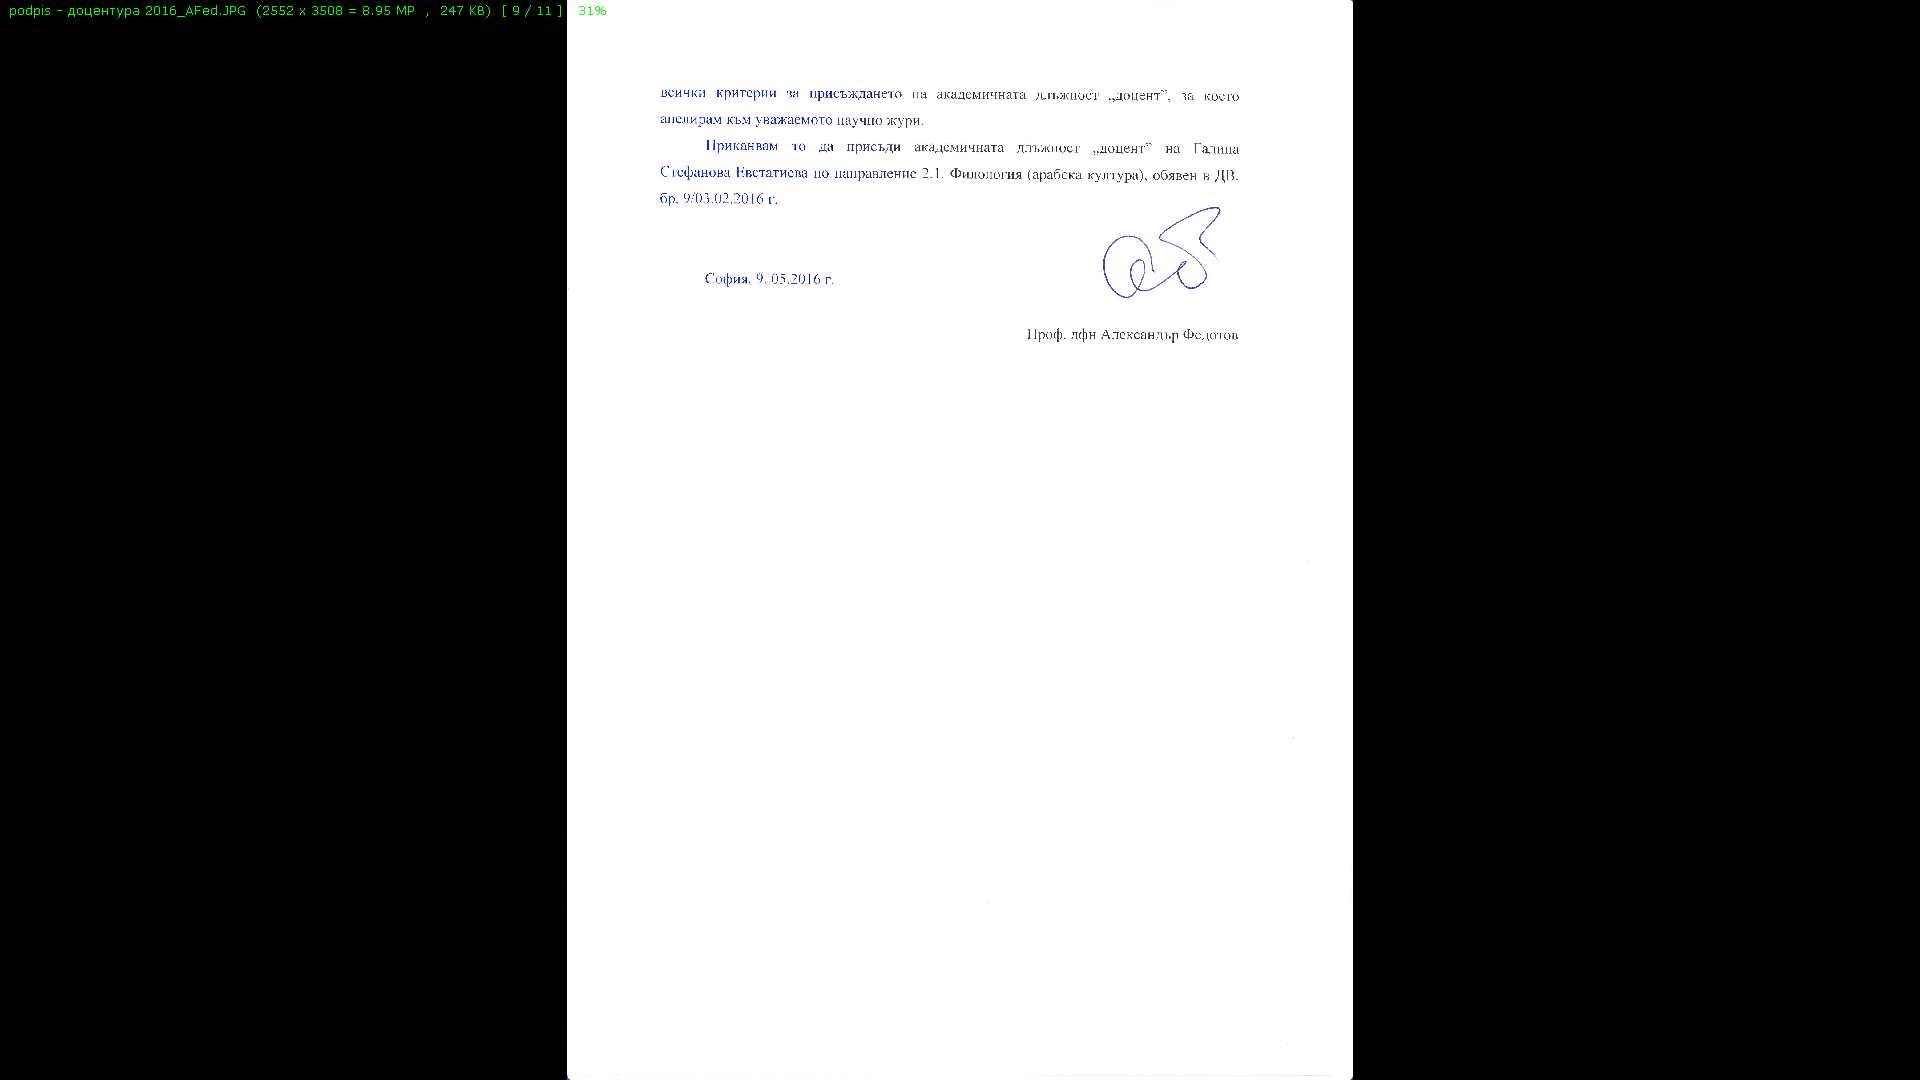 podpis - доцентура 2016_AFed.JPG (2552 x 3508 = 8.95 MP , 247 KB) [ 9 / 11 ] 31%
всички критерии за присъждането на академичната длъжност „доцент”, за което
апелирам към уважаемото научно жури.
Приканвам то да присъди академичната длъжност „доцент” на Галина
Стефанова Евстатиева по направление 2.1. Филология (арабска култура), обявен в ДВ.
бр. 9/03.02.2016 г.
София, 9..05.2016 г.
Проф. дфн Александър Федотов